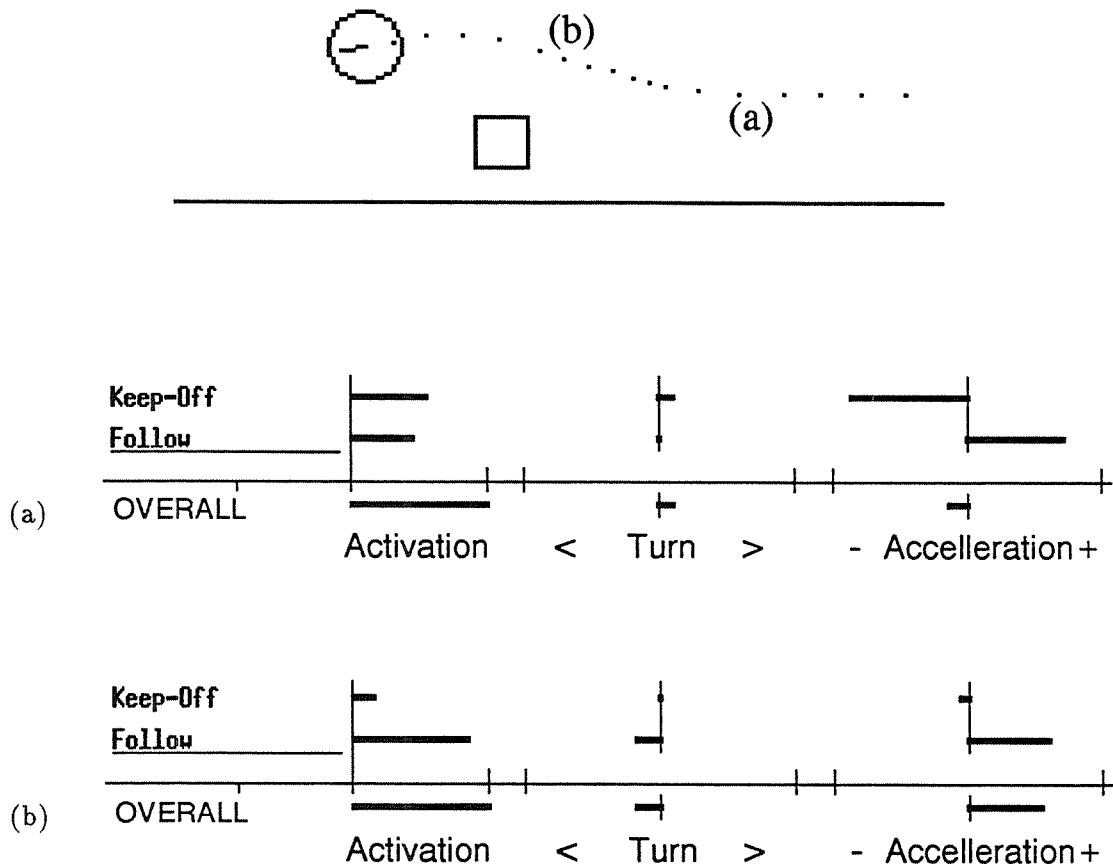 (b)
(a)
Keep-Off
Follow
(a) OVERALL
Activation < Turn > - Accelleration +
Keep-Off
Follow
(b) OVERALL
Activation < Turn > - Accelleration +